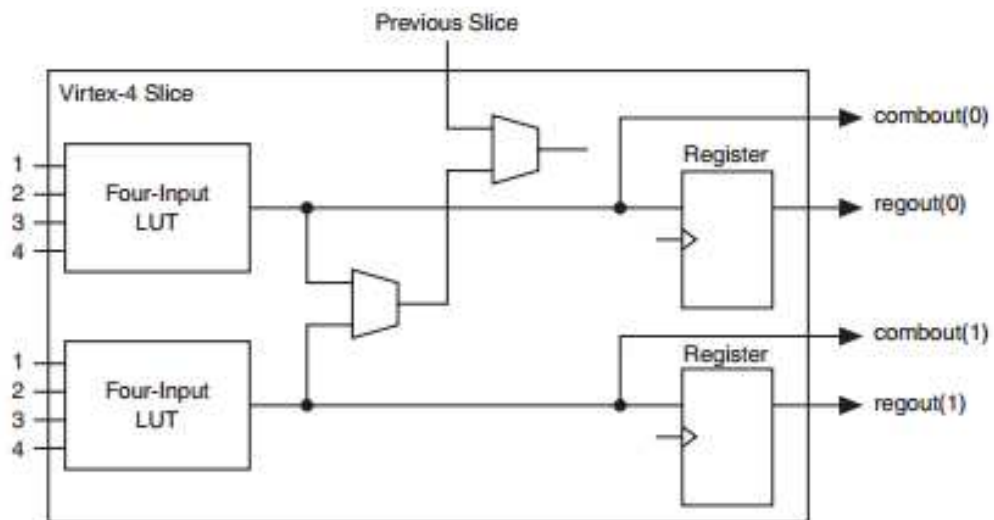 Previous Slice
Virtex-4 Slice
combout(0)
Register
1
2
3
4
Four-Input
LUT
regout(0)
combout(1)
Register
1
2
3
4
Four-Input
LUT
regout(1)